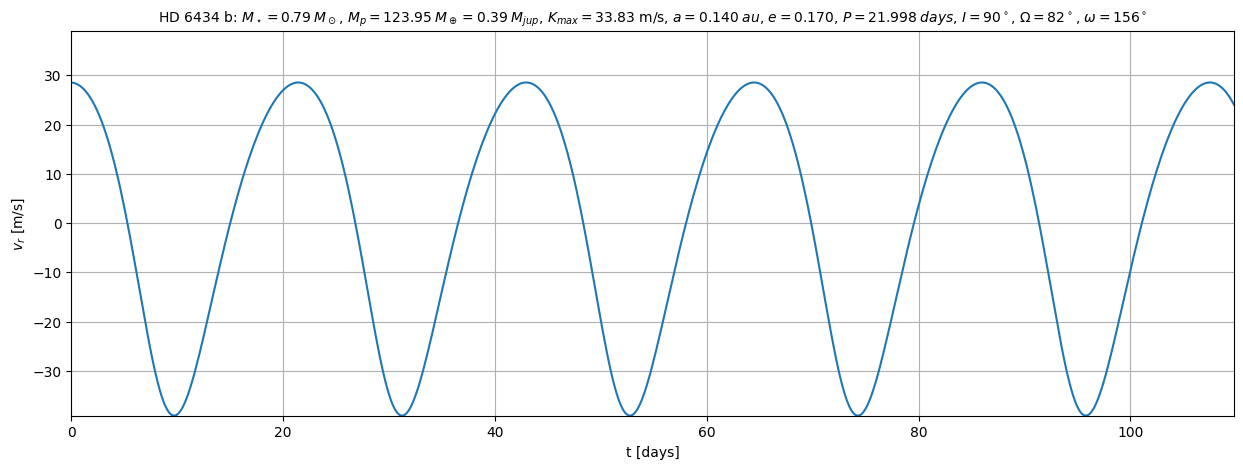 HD 6434 b: M⋆ = 0.79 M⊙, Mp = 123.95 M⊕ = 0.39 Mjup, Kmax = 33.83 m/s, a = 0.140 au, e = 0.170, P = 21.998 days, I = 90°, Ω = 82°, ω = 156°
30
20
10
0
−10
−20
−30
vr [m/s]
0 20 40 60 80 100
t [days]